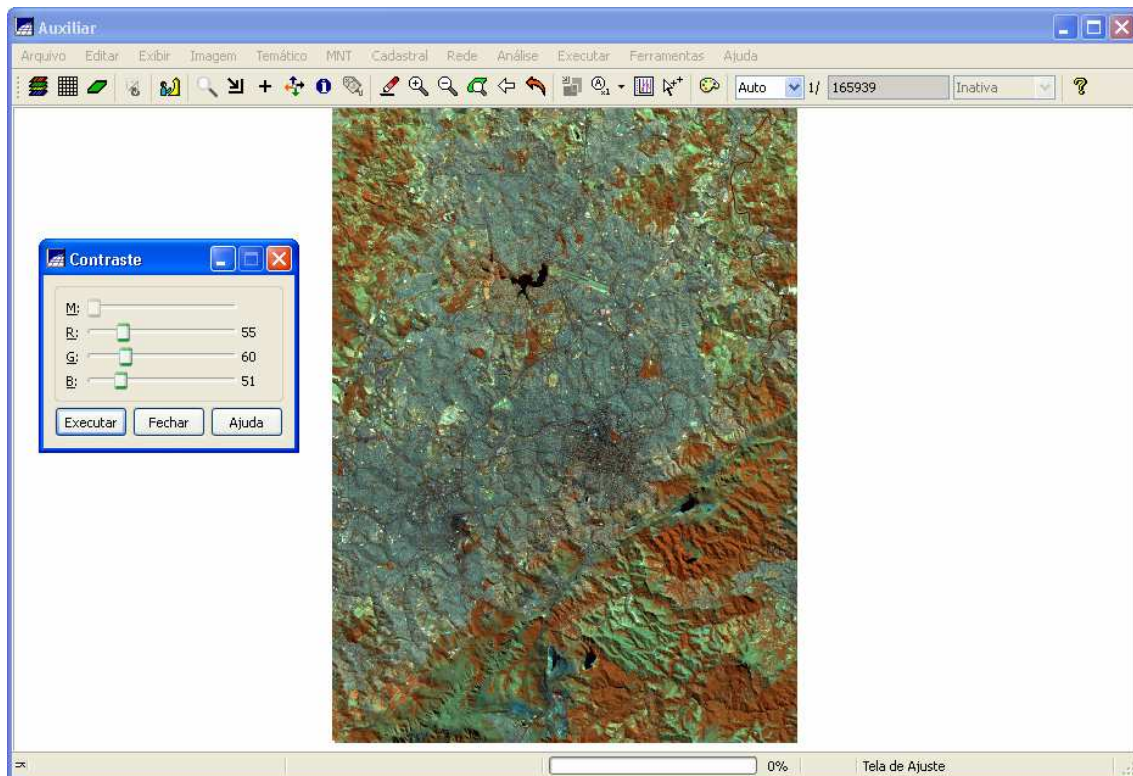 Auxiliar
Arquivo Editar Exibir Imagem Temático MNT Cadastral Rede Análise Executar Ferramentas Ajuda
Auto 1/ 165939 Inativa
Contraste
M:
R: 55
G: 60
B: 51
Executar Fechar Ajuda
0% Tela de Ajuste